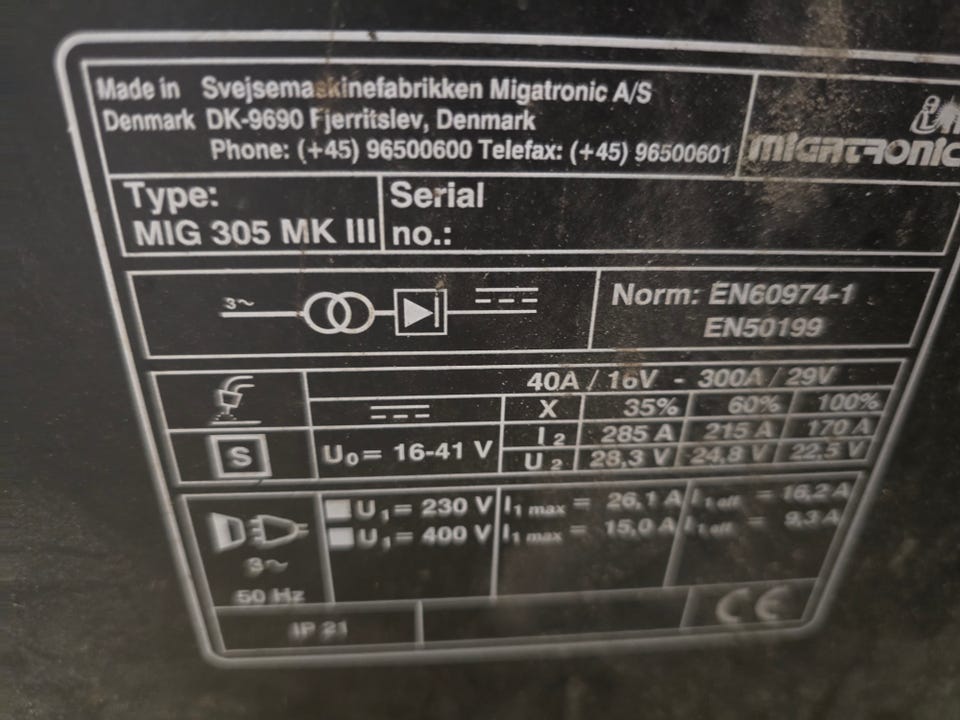 Made in Svejsemaskinefabrikken Migatronic A/S
Denmark DK-9690 Fjerritslev, Denmark
Phone: (+45) 96500600 Telefax: (+45) 96500601
MIGATRONIC
Type: Serial
MIG 305 MK III no.:
3~
Norm: EN60974-1
EN50199
40A / 16V - 300A / 29V
X 35% 60% 100%
S U0 = 16-41 V I2 285 A 215 A 170 A
U2 28,3 V 24,8 V 22,5 V
U1 = 230 V I1 max = 26,1 A I1 eff = 16,2 A
U1 = 400 V I1 max = 15,0 A I1 eff = 9,3 A
3~
50 Hz
IP 21
CE